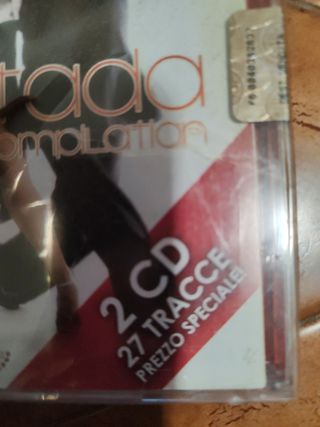 tada
ompilation
2 CD
27 TRACCE
PREZZO SPECIALE!